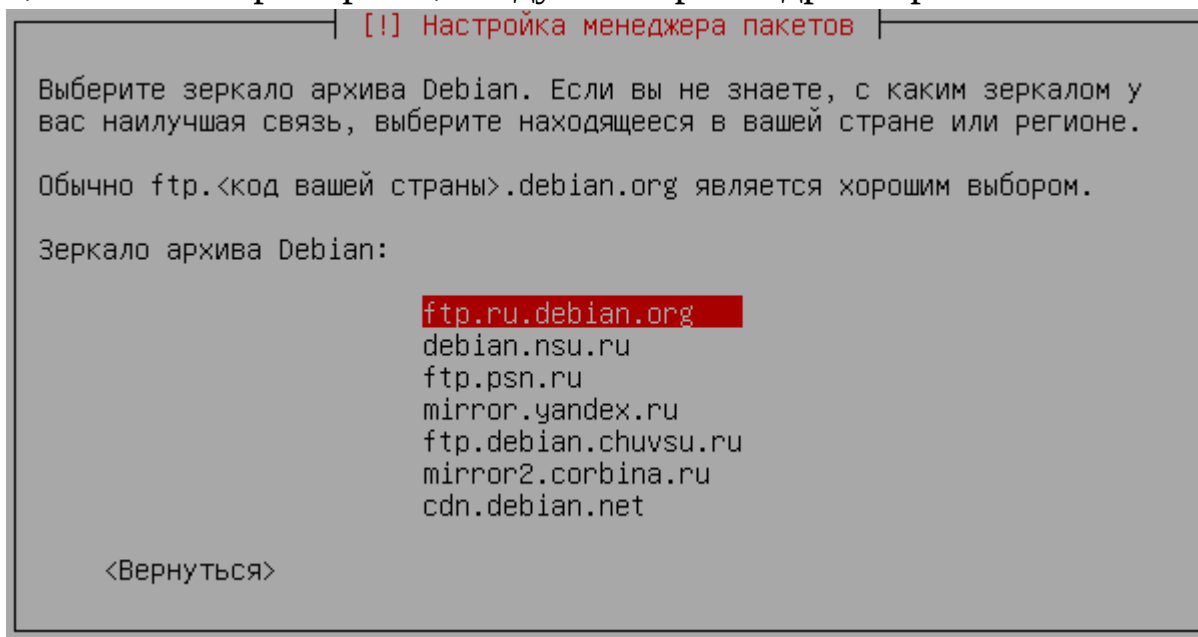 [!] Настройка менеджера пакетов
Выберите зеркало архива Debian. Если вы не знаете, с каким зеркалом у
вас наилучшая связь, выберите находящееся в вашей стране или регионе.
Обычно ftp.<код вашей страны>.debian.org является хорошим выбором.
Зеркало архива Debian:
ftp.ru.debian.org
debian.nsu.ru
ftp.psn.ru
mirror.yandex.ru
ftp.debian.chuvsu.ru
mirror2.corbina.ru
cdn.debian.net
<Вернуться>